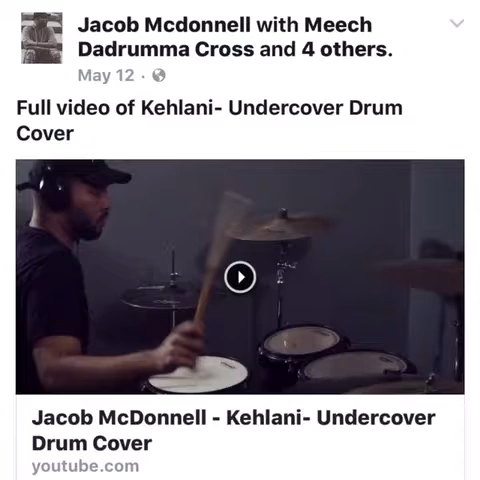 Jacob Mcdonnell with Meech
Dadrumma Cross and 4 others.
May 12 ·
Full video of Kehlani- Undercover Drum
Cover
Jacob McDonnell - Kehlani- Undercover
Drum Cover
youtube.com